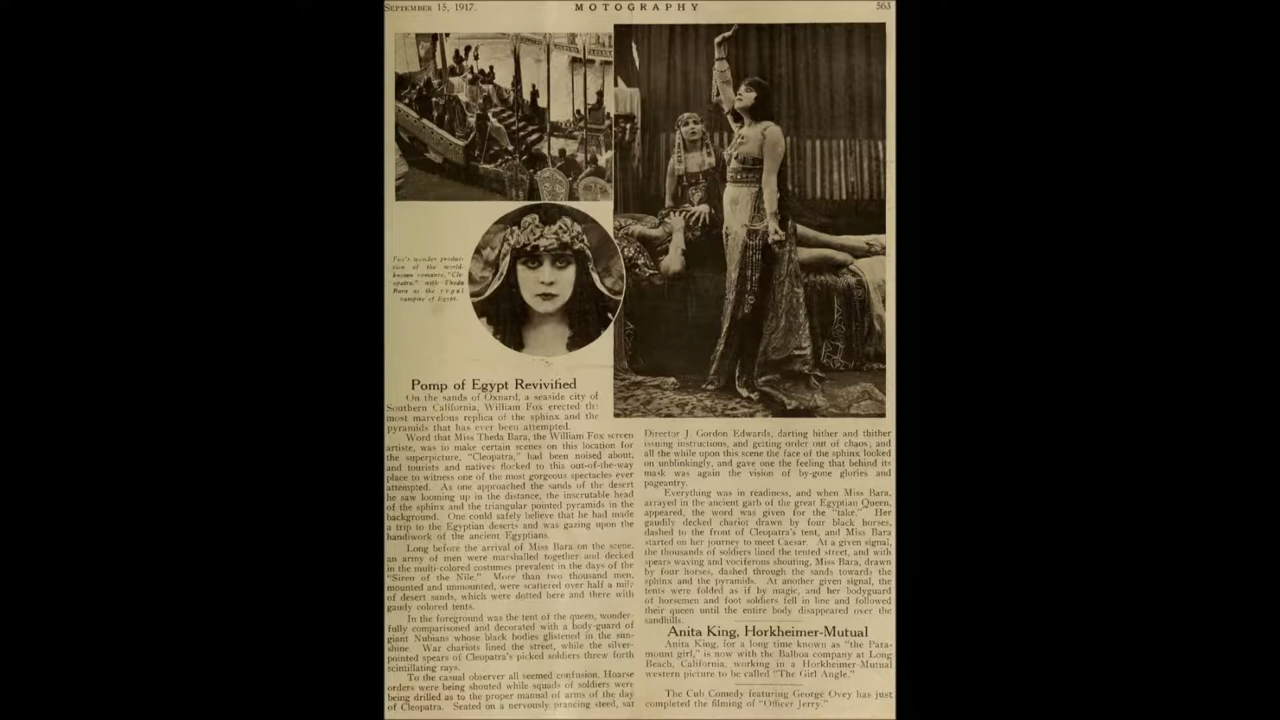 SEPTEMBER 15, 1917.
MOTOGRAPHY
563
Fox's wonder produc-
tion of the world-
known romance, "Cle-
opatra," with Theda
Bara as the regal
vampire of Egypt.
Pomp of Egypt Revivified
On the sands of Oxnard, a seaside city of
Southern California, William Fox erected the
most marvelous replica of the sphinx and the
pyramids that has ever been attempted.
Word that Miss Theda Bara, the William Fox screen
artiste, was to make certain scenes on this location for
the superpicture, "Cleopatra," had been noised about,
and tourists and natives flocked to this out-of-the-way
place to witness one of the most gorgeous spectacles ever
attempted. As one approached the sands of the desert
he saw looming up in the distance, the inscrutable head
of the sphinx and the triangular pointed pyramids in the
background. One could safely believe that he had made
a trip to the Egyptian deserts and was gazing upon the
handiwork of the ancient Egyptians.
Long before the arrival of Miss Bara on the scene,
an army of men were marshalled together and decked
in the multi-colored costumes prevalent in the days of the
"Siren of the Nile." More than two thousand men,
mounted and unmounted, were scattered over half a mile
of desert sands, which were dotted here and there with
gaudy colored tents.
In the foreground was the tent of the queen, wonder-
fully comparisoned and decorated with a body-guard of
giant Nubians whose black bodies glistened in the sun-
shine. War chariots lined the street, while the silver-
pointed spears of Cleopatra's picked soldiers threw forth
scintillating rays.
To the casual observer all seemed confusion. Hoarse
orders were being shouted while squads of soldiers were
being drilled as to the proper manual of arms of the day
of Cleopatra. Seated on a nervously prancing steed, sat
Director J. Gordon Edwards, darting hither and thither
issuing instructions, and getting order out of chaos; and
all the while upon this scene the face of the sphinx looked
on unblinkingly, and gave one the feeling that behind its
mask was again the vision of by-gone glories and
pageantry.
Everything was in readiness, and when Miss Bara,
arrayed in the ancient garb of the great Egyptian Queen,
appeared, the word was given for the "take." Her
gaudily decked chariot drawn by four black horses,
dashed to the front of Cleopatra's tent, and Miss Bara
started on her journey to meet Caesar. At a given signal,
the thousands of soldiers lined the tented street, and with
spears waving and vociferous shouting, Miss Bara, drawn
by four horses, dashed through the sands towards the
sphinx and the pyramids. At another given signal, the
tents were folded as if by magic, and her bodyguard
of horsemen and foot soldiers fell in line and followed
their queen until the entire body disappeared over the
sandhills.
Anita King, Horkheimer-Mutual
Anita King, for a long time known as "the Para-
mount girl," is now with the Balboa company at Long
Beach, California, working in a Horkheimer-Mutual
western picture to be called "The Girl Angle."
The Cub Comedy featuring George Ovey has just
completed the filming of "Officer Jerry."